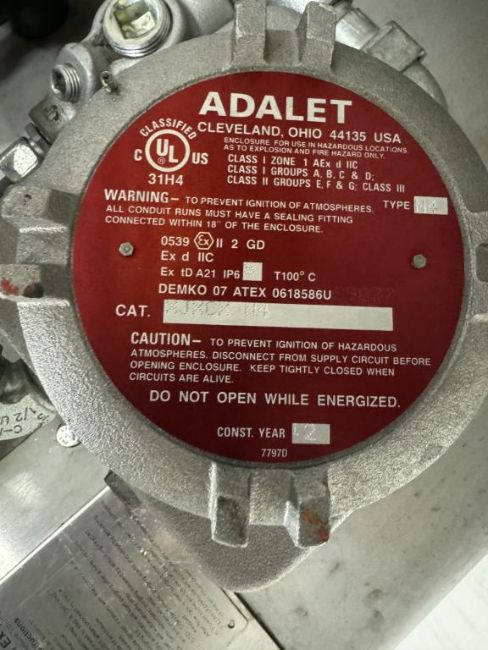 ADALET
CLEVELAND, OHIO 44135 USA
ENCLOSURE FOR USE IN HAZARDOUS LOCATIONS
AS TO EXPLOSION AND FIRE HAZARD ONLY.
CLASSIFIED
C UL US
31H4
CLASS I ZONE 1 AEx d IIC
CLASS I GROUPS A, B, C & D;
CLASS II GROUPS E, F & G; CLASS III
TYPE
WARNING – TO PREVENT IGNITION OF ATMOSPHERES.
ALL CONDUIT RUNS MUST HAVE A SEALING FITTING
CONNECTED WITHIN 18" OF THE ENCLOSURE.
0539 Ex II 2 GD
Ex d IIC
Ex tD A21 IP6 T100° C
DEMKO 07 ATEX 0618586U
CAT.
CAUTION – TO PREVENT IGNITION OF HAZARDOUS
ATMOSPHERES. DISCONNECT FROM SUPPLY CIRCUIT BEFORE
OPENING ENCLOSURE. KEEP TIGHTLY CLOSED WHEN
CIRCUITS ARE ALIVE.
DO NOT OPEN WHILE ENERGIZED.
CONST. YEAR
7797D